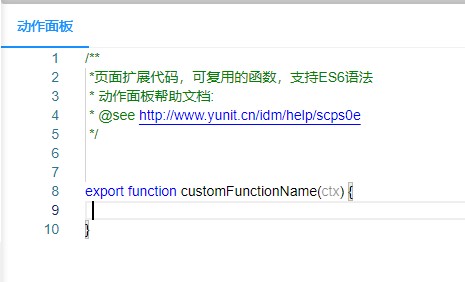 动作面板
1 /**
2 *页面扩展代码，可复用的函数，支持ES6语法
3 * 动作面板帮助文档:
4 * @see http://www.yunit.cn/idm/help/scps0e
5 */
6
7
8 export function customFunctionName(ctx) {
9
10 }